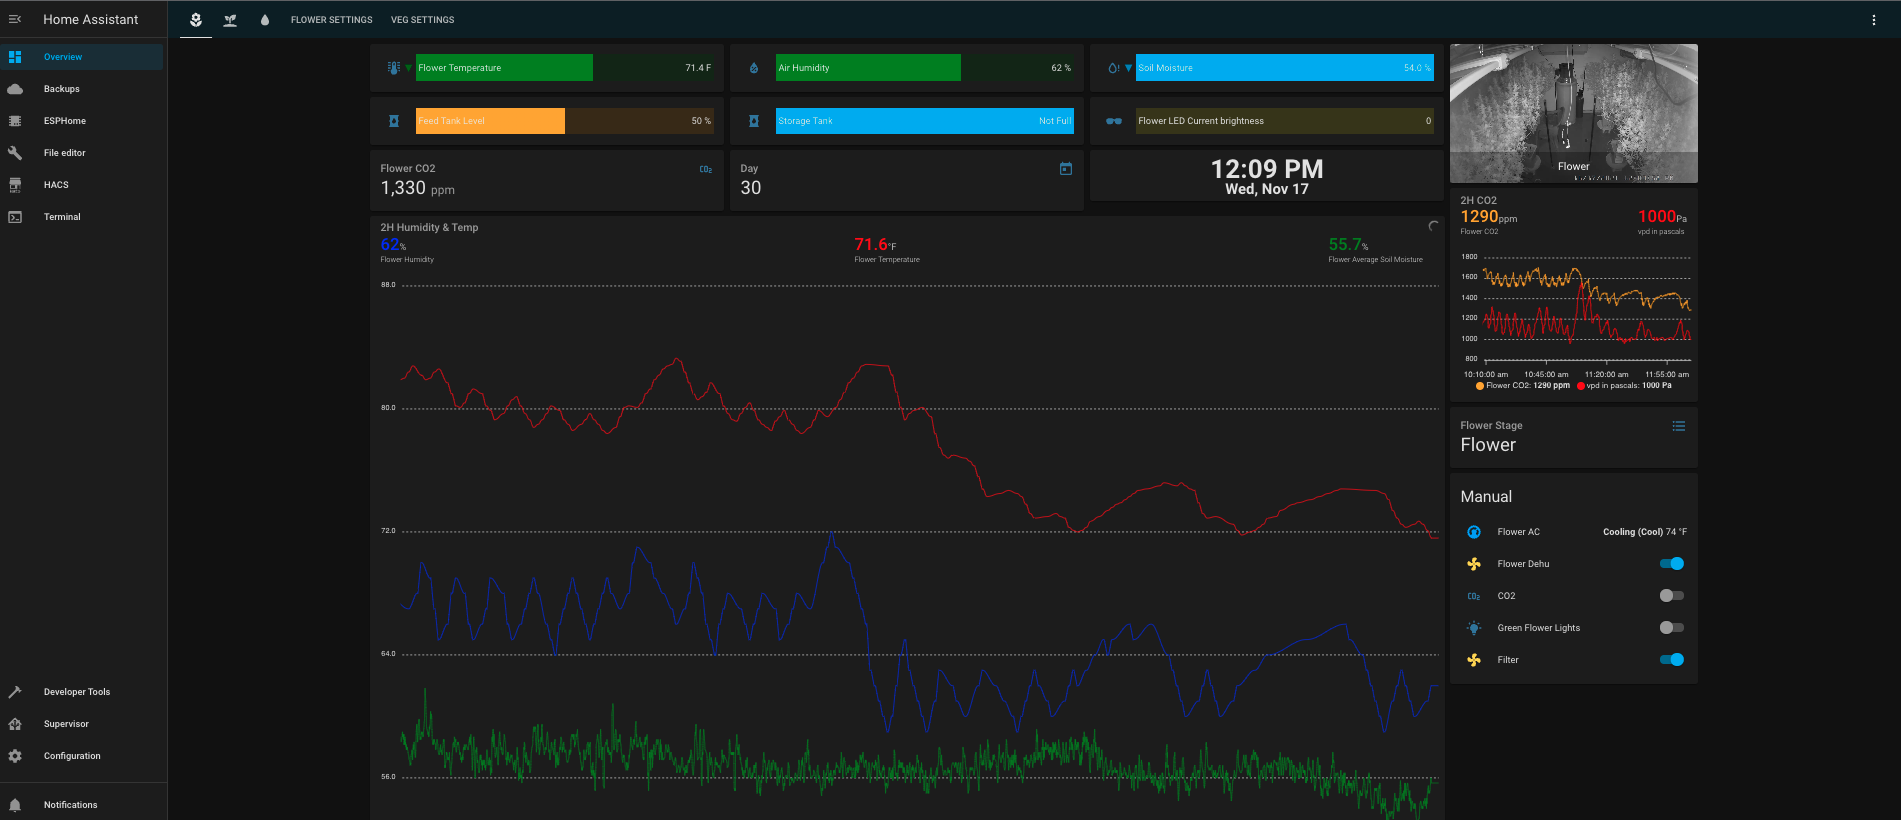 Home Assistant
FLOWER SETTINGS
VEG SETTINGS
Overview
Backups
ESPHome
File editor
HACS
Terminal
Developer Tools
Supervisor
Configuration
Notifications
Flower Temperature 71.4 F
Air Humidity 62 %
Soil Moisture 54.0 %
Feed Tank Level 50 %
Storage Tank Not Full
Flower LED Current brightness 0
Flower CO2
CO2
1,330 ppm
Day
30
12:09 PM
Wed, Nov 17
2H Humidity & Temp
62% 71.6°F 55.7%
Flower Humidity Flower Temperature Flower Average Soil Moisture
88.0
80.0
72.0
64.0
56.0
Flower
2H CO2
1290ppm 1000Pa
Flower CO2 vpd in pascals
1800
1600
1400
1200
1000
800
10:10:00 am 10:45:00 am 11:20:00 am 11:55:00 am
Flower CO2: 1290 ppm vpd in pascals: 1000 Pa
Flower Stage
Flower
Manual
Flower AC Cooling (Cool) 74 °F
Flower Dehu
CO2 CO2
Green Flower Lights
Filter